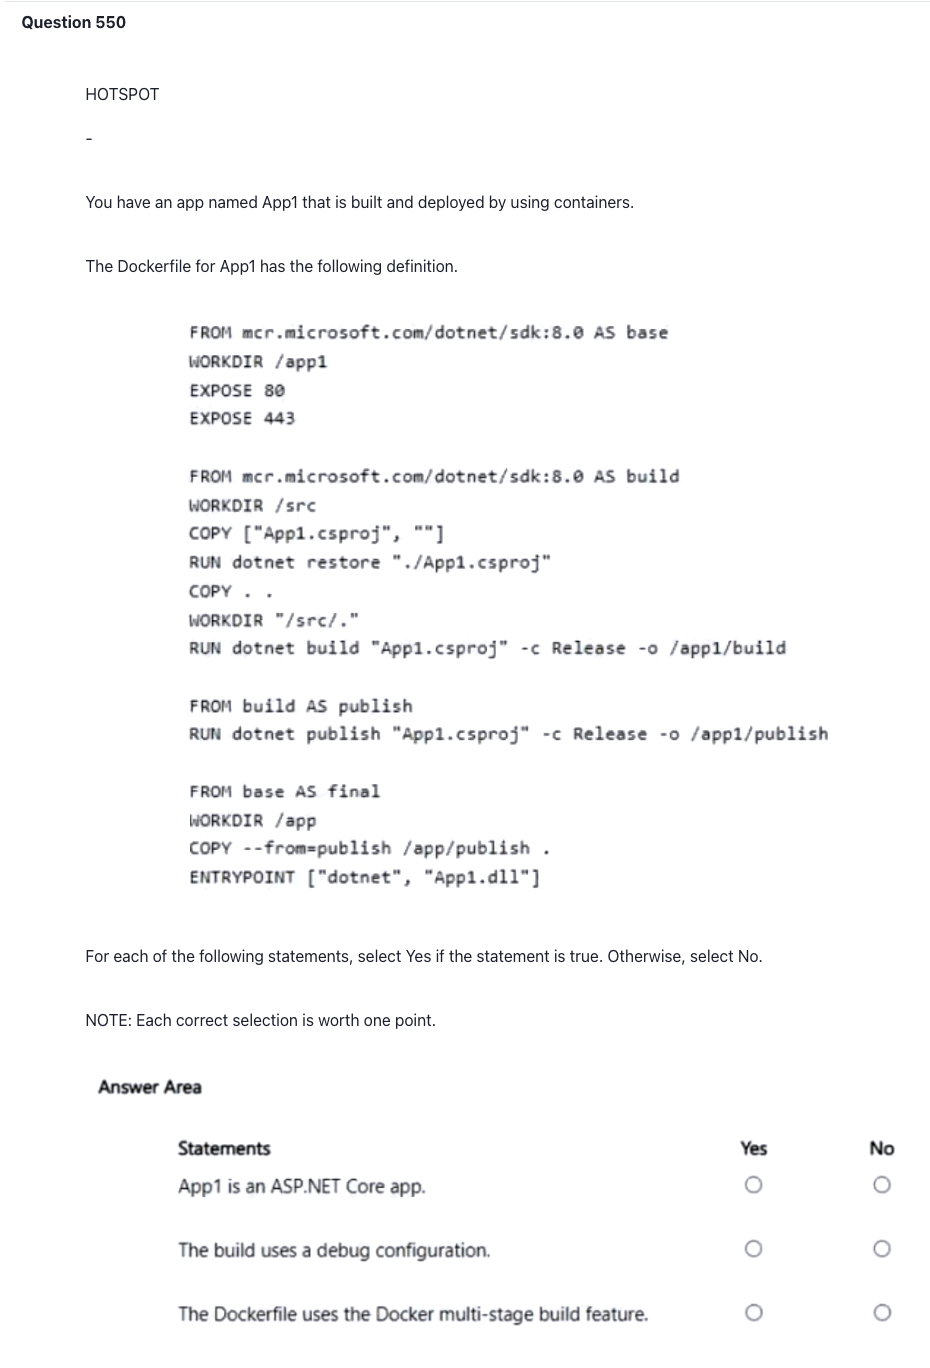 Question 550
HOTSPOT
-
You have an app named App1 that is built and deployed by using containers.
The Dockerfile for App1 has the following definition.
FROM mcr.microsoft.com/dotnet/sdk:8.0 AS base
WORKDIR /app1
EXPOSE 80
EXPOSE 443
FROM mcr.microsoft.com/dotnet/sdk:8.0 AS build
WORKDIR /src
COPY ["App1.csproj", ""]
RUN dotnet restore "./App1.csproj"
COPY . .
WORKDIR "/src/."
RUN dotnet build "App1.csproj" -c Release -o /app1/build
FROM build AS publish
RUN dotnet publish "App1.csproj" -c Release -o /app1/publish
FROM base AS final
WORKDIR /app
COPY --from=publish /app/publish .
ENTRYPOINT ["dotnet", "App1.dll"]
For each of the following statements, select Yes if the statement is true. Otherwise, select No.
NOTE: Each correct selection is worth one point.
Answer Area
Statements Yes No
App1 is an ASP.NET Core app.
The build uses a debug configuration.
The Dockerfile uses the Docker multi-stage build feature.